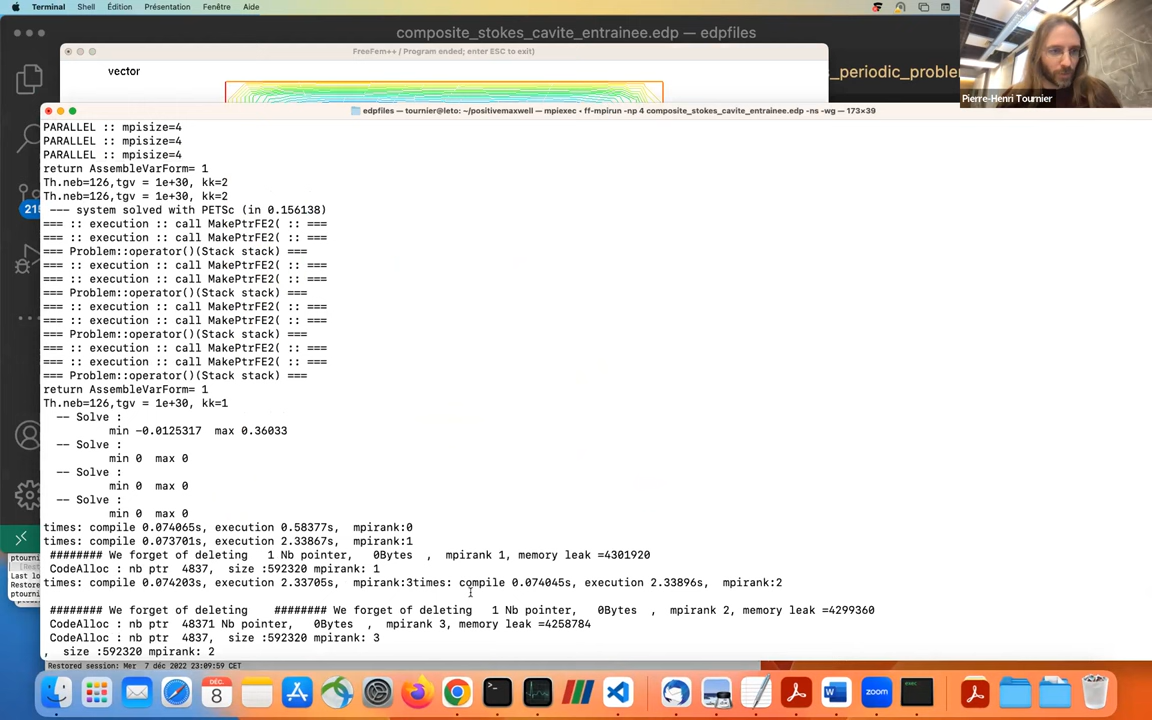 Terminal Shell Édition Présentation Fenêtre Aide
composite_stokes_cavite_entrainee.edp — edpfiles
FreeFem++ / Program ended; enter ESC to exit)
vector
_periodic_proble
Pierre-Henri Tournier
edpfiles — tournier@leto: ~/positivemaxwell — mpiexec • ff-mpirun -np 4 composite_stokes_cavite_entrainee.edp -ns -wg — 173×39
PARALLEL :: mpisize=4
PARALLEL :: mpisize=4
PARALLEL :: mpisize=4
return AssembleVarForm= 1
Th.neb=126,tgv = 1e+30, kk=2
Th.neb=126,tgv = 1e+30, kk=2
--- system solved with PETSc (in 0.156138)
=== :: execution :: call MakePtrFE2( :: ===
=== :: execution :: call MakePtrFE2( :: ===
=== Problem::operator()(Stack stack) ===
=== :: execution :: call MakePtrFE2( :: ===
=== :: execution :: call MakePtrFE2( :: ===
=== Problem::operator()(Stack stack) ===
=== :: execution :: call MakePtrFE2( :: ===
=== :: execution :: call MakePtrFE2( :: ===
=== Problem::operator()(Stack stack) ===
=== :: execution :: call MakePtrFE2( :: ===
=== :: execution :: call MakePtrFE2( :: ===
=== Problem::operator()(Stack stack) ===
return AssembleVarForm= 1
Th.neb=126,tgv = 1e+30, kk=1
-- Solve :
min -0.0125317 max 0.36033
-- Solve :
min 0 max 0
-- Solve :
min 0 max 0
-- Solve :
min 0 max 0
times: compile 0.074065s, execution 0.58377s, mpirank:0
times: compile 0.073701s, execution 2.33867s, mpirank:1
######## We forget of deleting 1 Nb pointer, 0Bytes , mpirank 1, memory leak =4301920
CodeAlloc : nb ptr 4837, size :592320 mpirank: 1
times: compile 0.074203s, execution 2.33705s, mpirank:3times: compile 0.074045s, execution 2.33896s, mpirank:2
######## We forget of deleting ######## We forget of deleting 1 Nb pointer, 0Bytes , mpirank 2, memory leak =4299360
CodeAlloc : nb ptr 48371 Nb pointer, 0Bytes , mpirank 3, memory leak =4258784
CodeAlloc : nb ptr 4837, size :592320 mpirank: 3
, size :592320 mpirank: 2
21
ptourni
[Rest
Last lo
Restore
ptourni
Restored session: Mer 7 déc 2022 23:09:59 CET
DÉC.
8
zoom